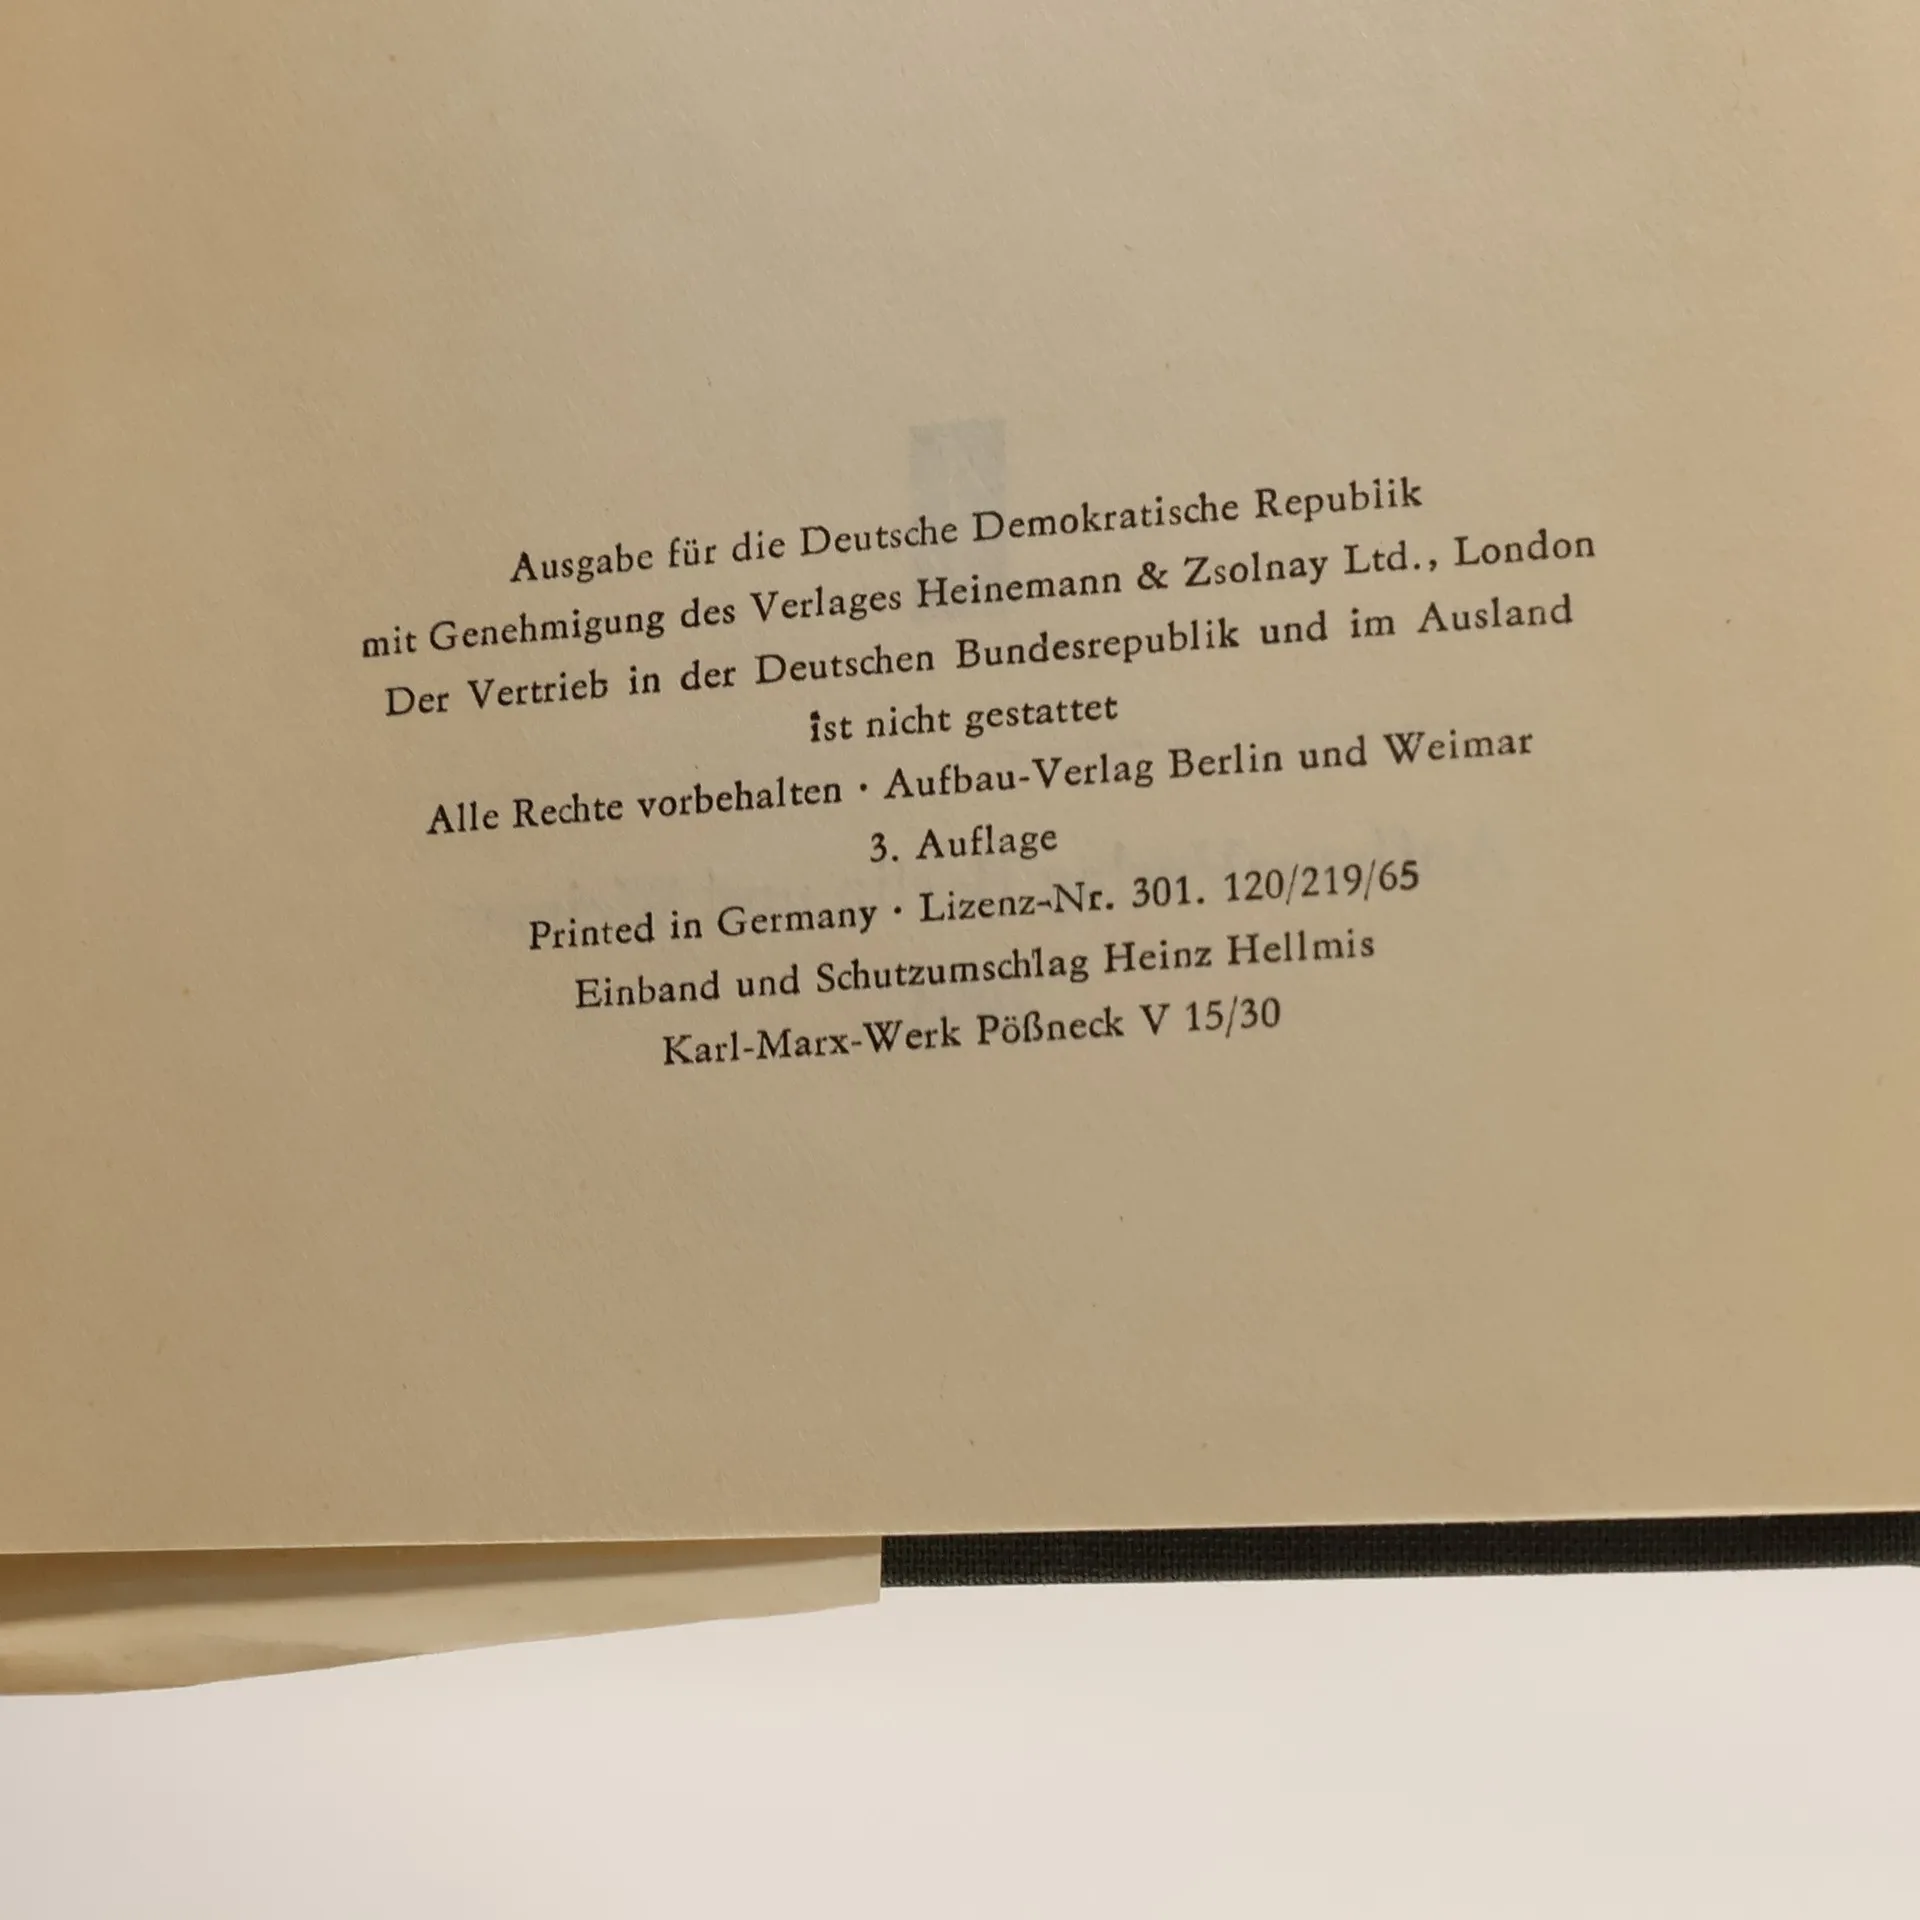 Ausgabe für die Deutsche Demokratische Republik
mit Genehmigung des Verlages Heinemann & Zsolnay Ltd., London
Der Vertrieb in der Deutschen Bundesrepublik und im Ausland
ist nicht gestattet
Alle Rechte vorbehalten · Aufbau-Verlag Berlin und Weimar
3. Auflage
Printed in Germany · Lizenz-Nr. 301. 120/219/65
Einband und Schutzumschlag Heinz Hellmis
Karl-Marx-Werk Pößneck V 15/30